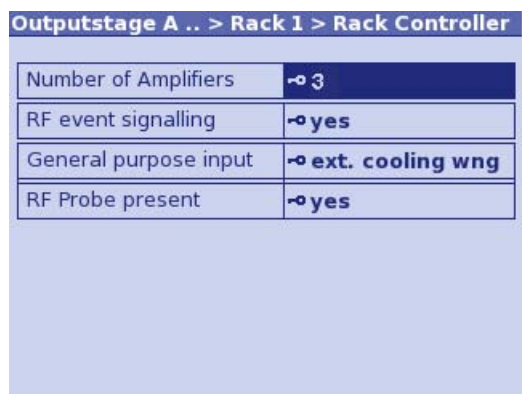 Outputstage A .. > Rack 1 > Rack Controller
Number of Amplifiers 3
RF event signalling yes
General purpose input ext. cooling wng
RF Probe present yes